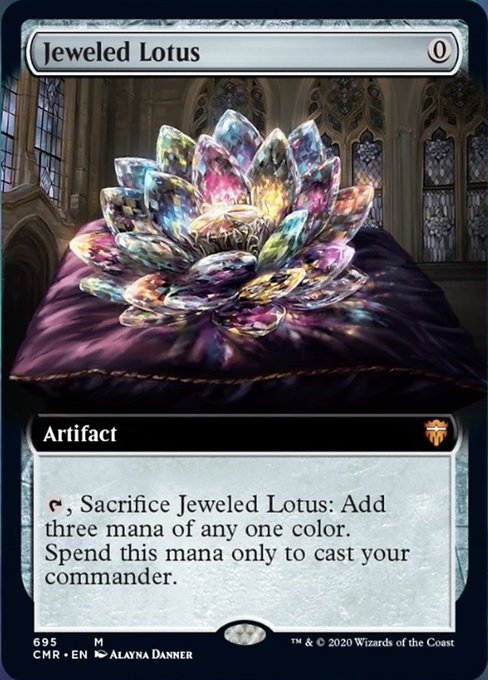 Jeweled Lotus 0
Artifact
, Sacrifice Jeweled Lotus: Add
three mana of any one color.
Spend this mana only to cast your
commander.
695 M
CMR • EN Alayna Danner
™ & © 2020 Wizards of the Coast